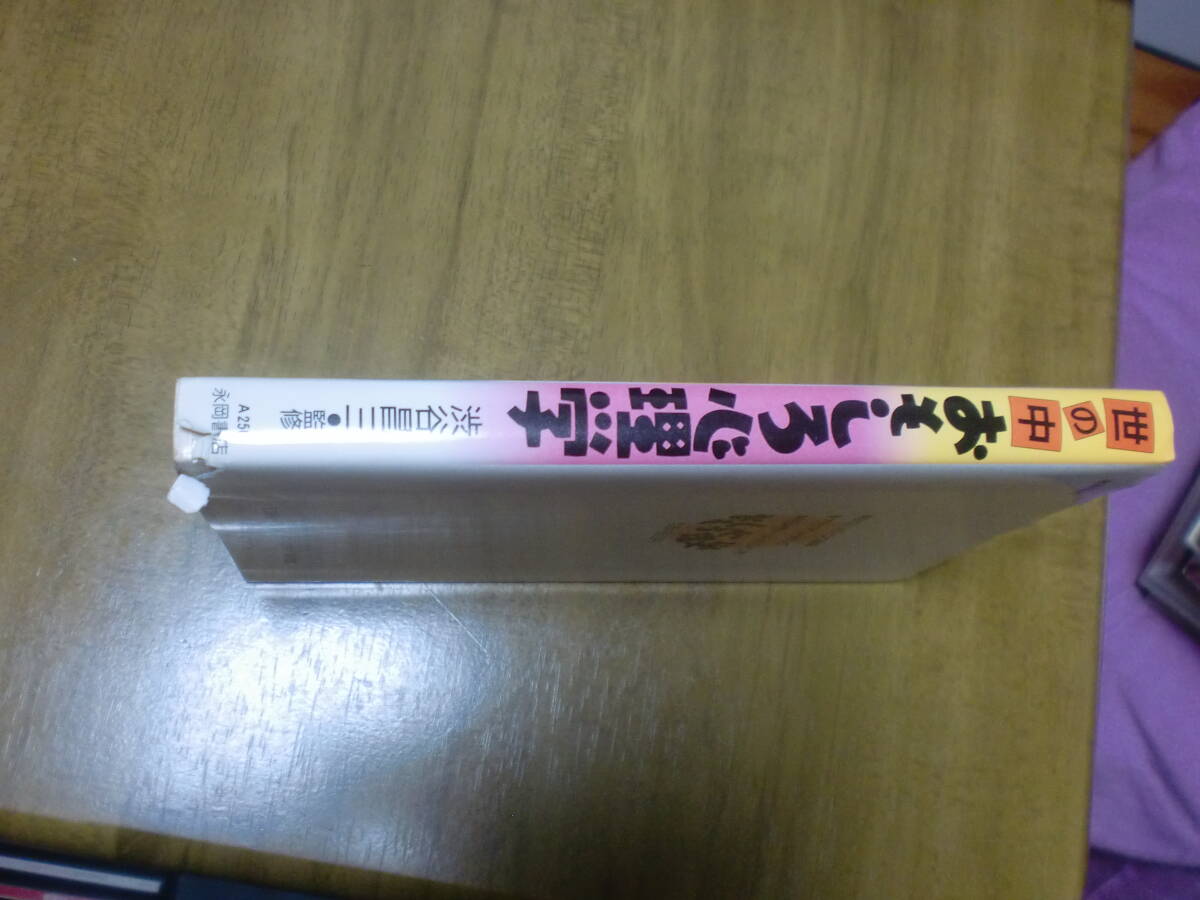 世の中
おもしろ心理学
渋谷昌三●監修
永岡書店